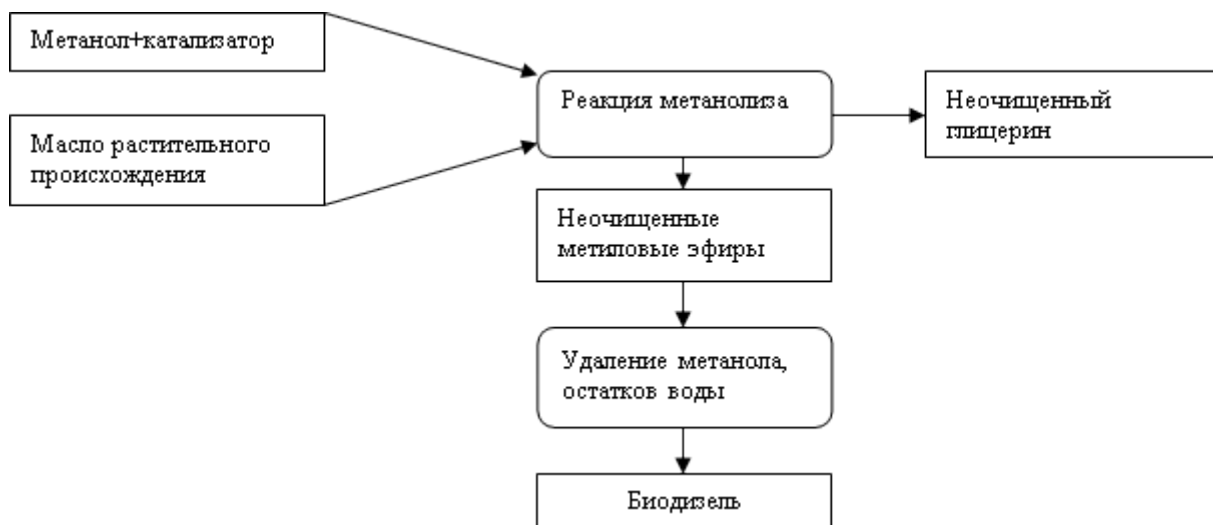 Метанол+катализатор
Масло растительного
происхождения
Реакция метанолиза
Неочищенный
глицерин
Неочищенные
метиловые эфиры
Удаление метанола,
остатков воды
Биодизель